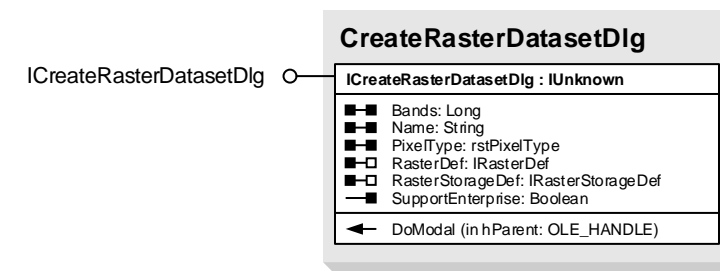 CreateRasterDatasetDlg
ICreateRasterDatasetDlg
ICreateRasterDatasetDlg : IUnknown
Bands: Long
Name: String
PixelType: rstPixelType
RasterDef: IRasterDef
RasterStorageDef: IRasterStorageDef
SupportEnterprise: Boolean
DoModal (in hParent: OLE_HANDLE)